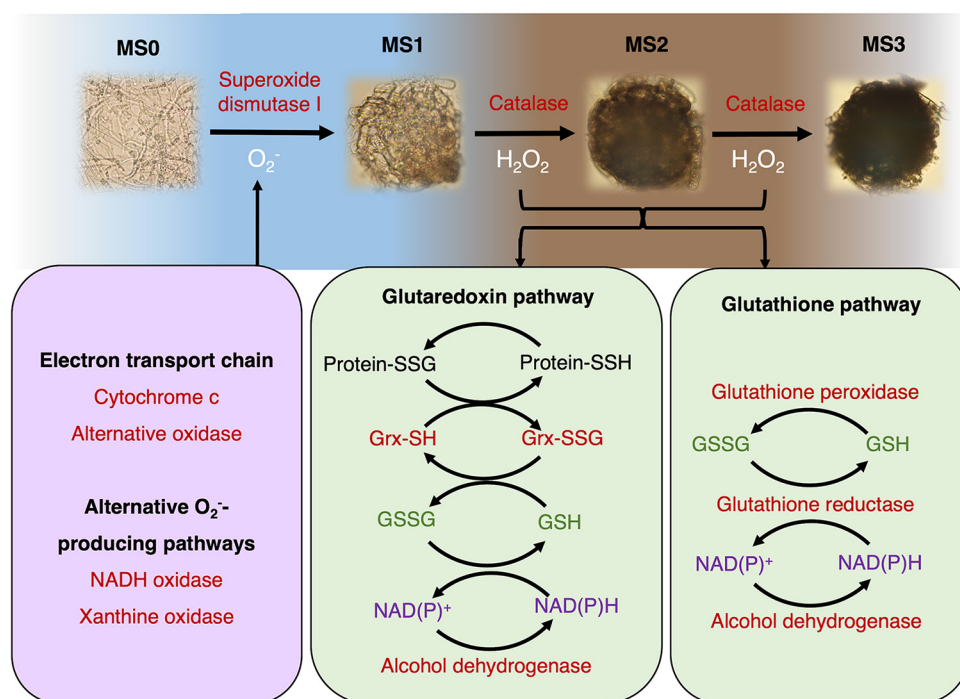 MS0
MS1
MS2
MS3
Superoxide
dismutase I
O₂⁻
Catalase
H₂O₂
Catalase
H₂O₂
Electron transport chain
Cytochrome c
Alternative oxidase
Alternative O₂⁻-
producing pathways
NADH oxidase
Xanthine oxidase
Glutaredoxin pathway
Protein-SSG
Protein-SSH
Grx-SH
Grx-SSG
GSSG
GSH
NAD(P)⁺
NAD(P)H
Alcohol dehydrogenase
Glutathione pathway
Glutathione peroxidase
GSSG
GSH
Glutathione reductase
NAD(P)⁺
NAD(P)H
Alcohol dehydrogenase